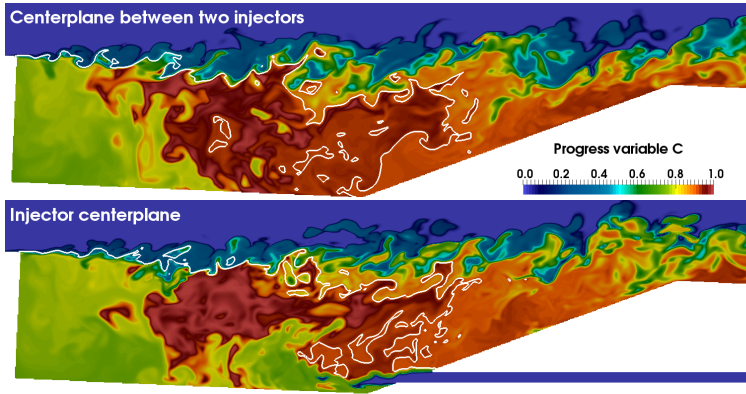 Centerplane between two injectors
Progress variable C
0.0 0.2 0.4 0.6 0.8 1.0
Injector centerplane